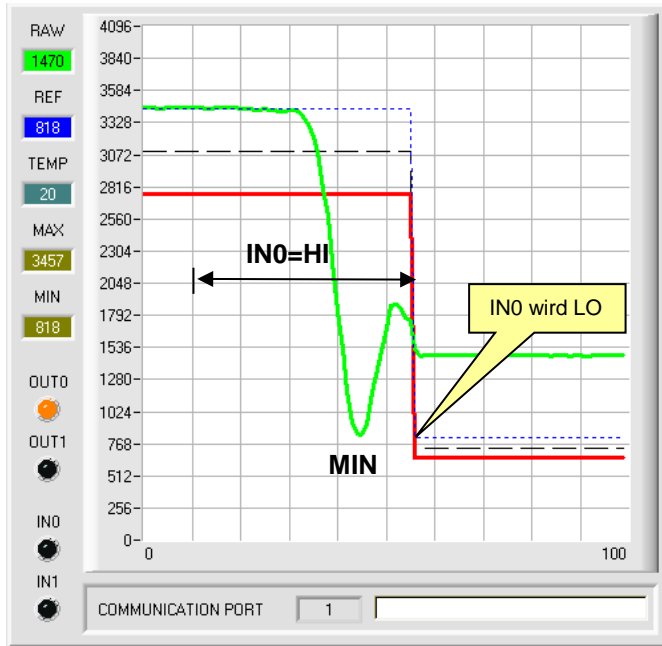 RAW
1470
REF
818
TEMP
20
MAX
3457
MIN
818
OUT0
OUT1
IN0
IN1
4096
3840
3584
3328
3072
2816
2560
2304
2048
1792
1536
1280
1024
768
512
256
0
0 100
IN0=HI
IN0 wird LO
MIN
COMMUNICATION PORT 1